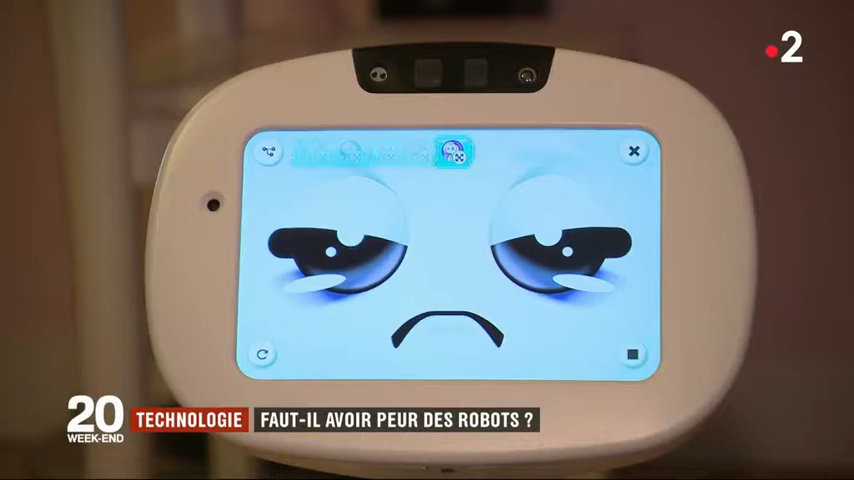 2
20
WEEK-END
TECHNOLOGIE
FAUT-IL AVOIR PEUR DES ROBOTS ?